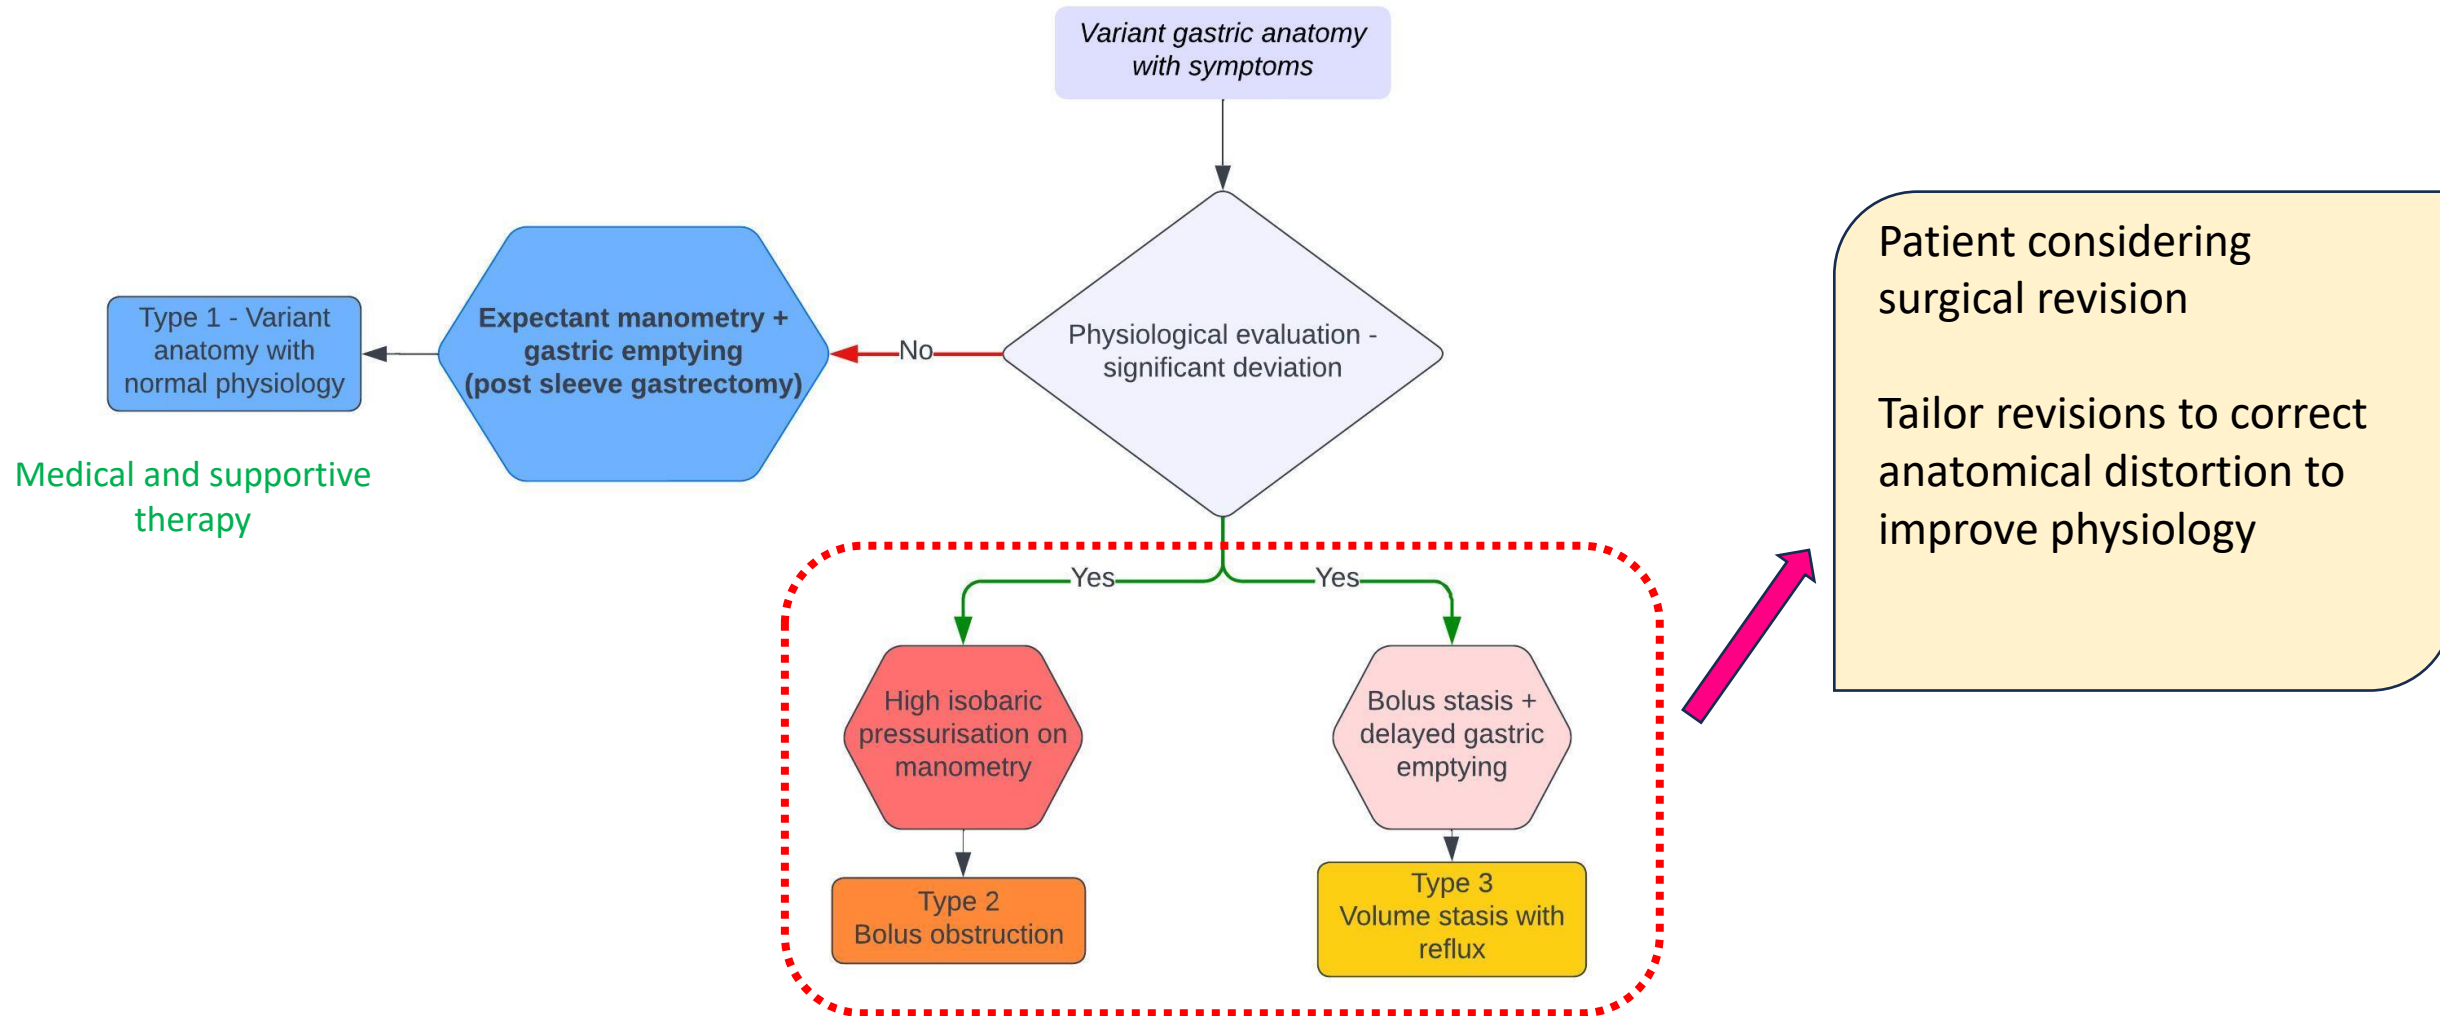 Variant gastric anatomy
with symptoms
Physiological evaluation -
significant deviation
No
Expectant manometry +
gastric emptying
(post sleeve gastrectomy)
Type 1 - Variant
anatomy with
normal physiology
Medical and supportive
therapy
Yes
Yes
High isobaric
pressurisation on
manometry
Bolus stasis +
delayed gastric
emptying
Type 2
Bolus obstruction
Type 3
Volume stasis with
reflux
Patient considering
surgical revision
Tailor revisions to correct
anatomical distortion to
improve physiology